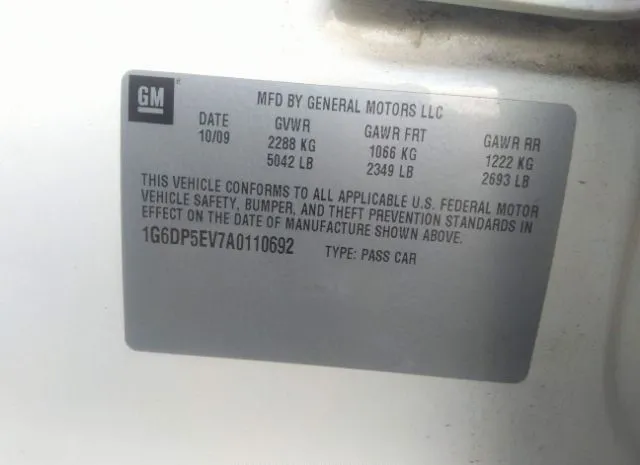 GM
MFD BY GENERAL MOTORS LLC
DATE GVWR GAWR FRT GAWR RR
10/09 2288 KG 1066 KG 1222 KG
5042 LB 2349 LB 2693 LB
THIS VEHICLE CONFORMS TO ALL APPLICABLE U.S. FEDERAL MOTOR
VEHICLE SAFETY, BUMPER, AND THEFT PREVENTION STANDARDS IN
EFFECT ON THE DATE OF MANUFACTURE SHOWN ABOVE.
1G6DP5EV7A0110692 TYPE: PASS CAR